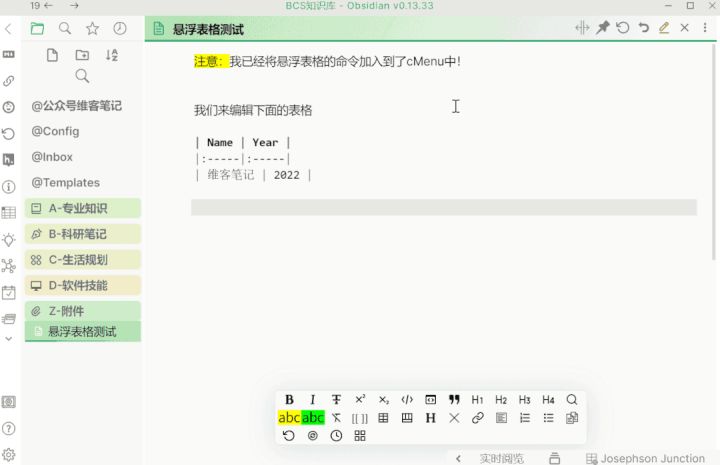 19
BCS知识库 - Obsidian v0.13.33
悬浮表格测试
@公众号维客笔记
@Config
@Inbox
@Templates
A-专业知识
B-科研笔记
C-生活规划
D-软件技能
Z-附件
悬浮表格测试
注意：我已经将悬浮表格的命令加入到了cMenu中！
我们来编辑下面的表格
| Name | Year |
|:-----|:-----|
| 维客笔记 | 2022 |
B I T x² x₂ </> H1 H2 H3 H4
abc abc [[ ]] H
实时阅览 Josephson Junction